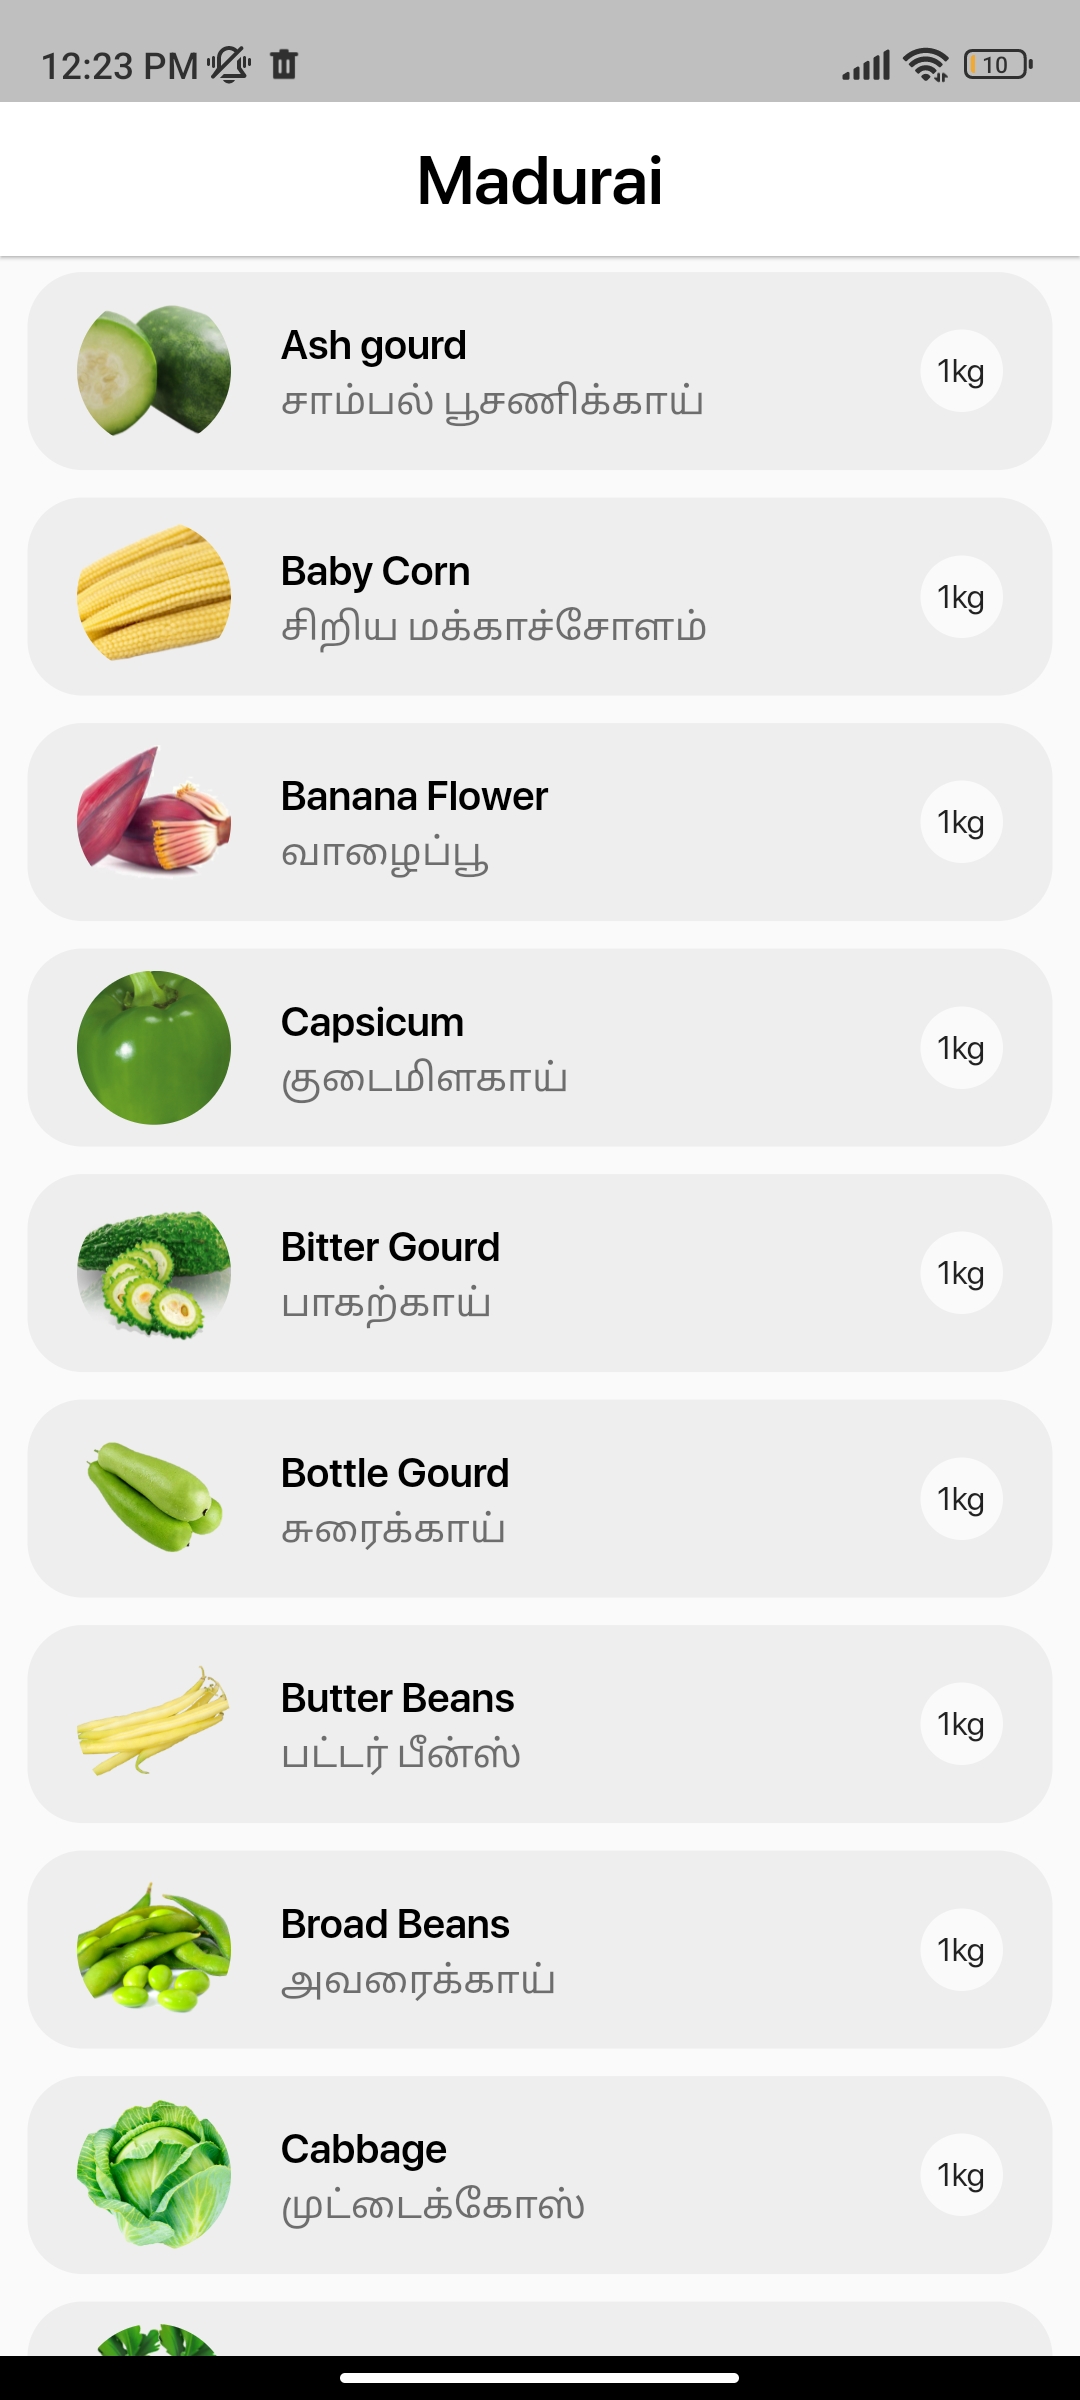 12:23 PM
10
Madurai
Ash gourd
சாம்பல் பூசணிக்காய்
1kg
Baby Corn
சிறிய மக்காச்சோளம்
1kg
Banana Flower
வாழைப்பூ
1kg
Capsicum
குடைமிளகாய்
1kg
Bitter Gourd
பாகற்காய்
1kg
Bottle Gourd
சுரைக்காய்
1kg
Butter Beans
பட்டர் பீன்ஸ்
1kg
Broad Beans
அவரைக்காய்
1kg
Cabbage
முட்டைக்கோஸ்
1kg